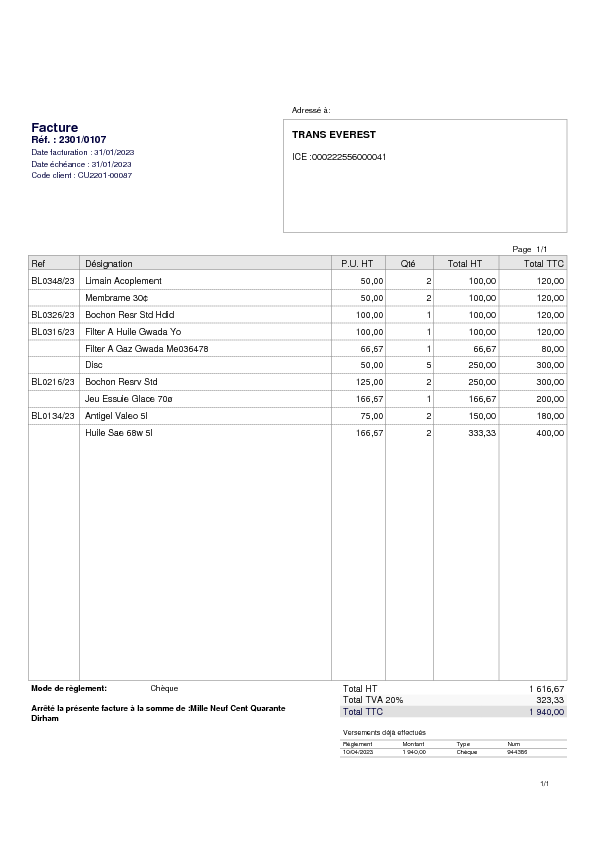 Adressé à:
Facture
Réf. : 2301/0107
Date facturation : 31/01/2023
Date échéance : 31/01/2023
Code client : CU2201-00087
TRANS EVEREST
ICE :000222556000041
Page 1/1
Ref Désignation P.U. HT Qté Total HT Total TTC
BL0348/23 Limain Acoplement 50,00 2 100,00 120,00
Membrame 30¢ 50,00 2 100,00 120,00
BL0326/23 Bochon Resr Std Hdid 100,00 1 100,00 120,00
BL0316/23 Filter A Huile Gwada Yo 100,00 1 100,00 120,00
Filter A Gaz Gwada Me036478 66,67 1 66,67 80,00
Disc 50,00 5 250,00 300,00
BL0216/23 Bochon Resrv Std 125,00 2 250,00 300,00
Jeu Essuie Glace 70ø 166,67 1 166,67 200,00
BL0134/23 Antigel Valeo 5l 75,00 2 150,00 180,00
Huile Sae 68w 5l 166,67 2 333,33 400,00
Mode de règlement: Chèque
Arrêté la présente facture à la somme de :Mille Neuf Cent Quarante
Dirham
Total HT 1 616,67
Total TVA 20% 323,33
Total TTC 1 940,00
Versements déjà effectués
Règlement Montant Type Num
10/04/2023 1 940,00 Chèque 944386
1/1